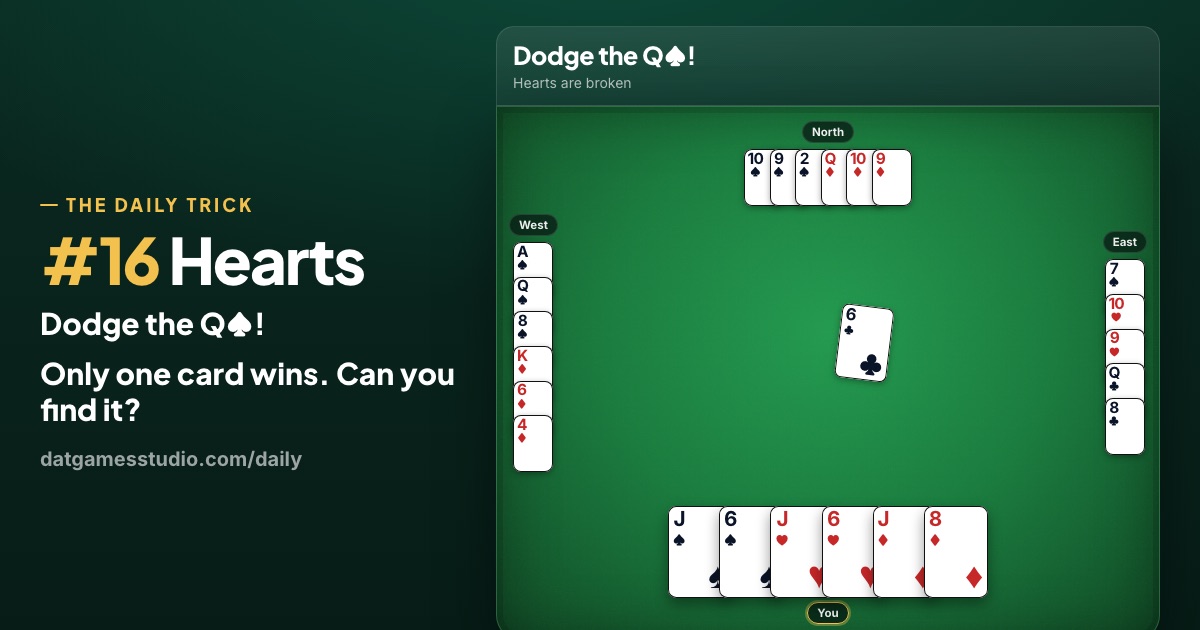 — THE DAILY TRICK
#16 Hearts
Dodge the Q♠!
Only one card wins. Can you
find it?
datgamesstudio.com/daily
Dodge the Q♠!
Hearts are broken
North
10♠ 9♠ 2♠ Q♦ 10♦ 9♦
West
A♠
Q♠
8♠
K♦
6♦
4♦
East
7♠
10♥
9♥
Q♣
8♣
6♣
J♠ 6♠ J♥ 6♥ J♦ 8♦
You